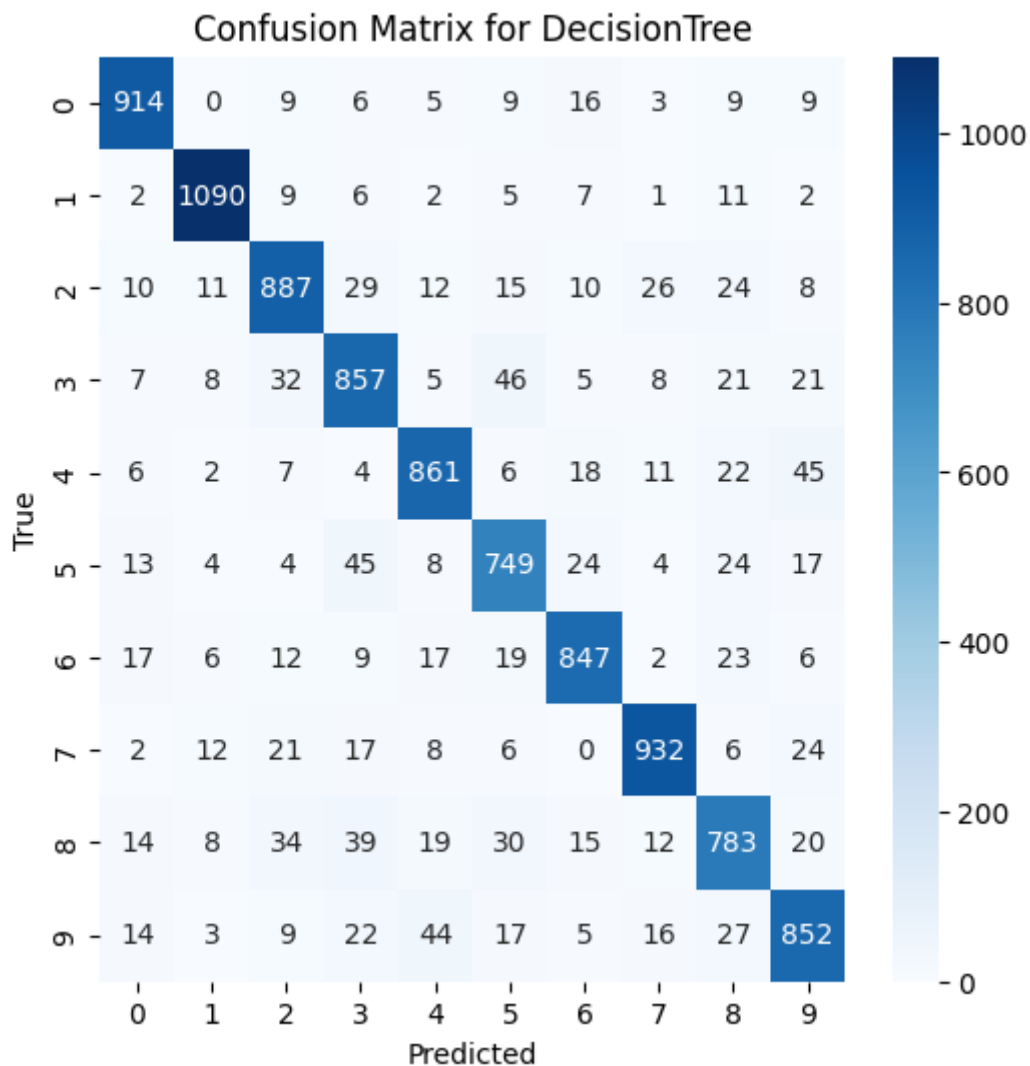 Confusion Matrix for DecisionTree
0 914 0 9 6 5 9 16 3 9 9
1 2 1090 9 6 2 5 7 1 11 2
2 10 11 887 29 12 15 10 26 24 8
3 7 8 32 857 5 46 5 8 21 21
4 6 2 7 4 861 6 18 11 22 45
5 13 4 4 45 8 749 24 4 24 17
6 17 6 12 9 17 19 847 2 23 6
7 2 12 21 17 8 6 0 932 6 24
8 14 8 34 39 19 30 15 12 783 20
9 14 3 9 22 44 17 5 16 27 852
0 1 2 3 4 5 6 7 8 9
Predicted
True
1000
800
600
400
200
0